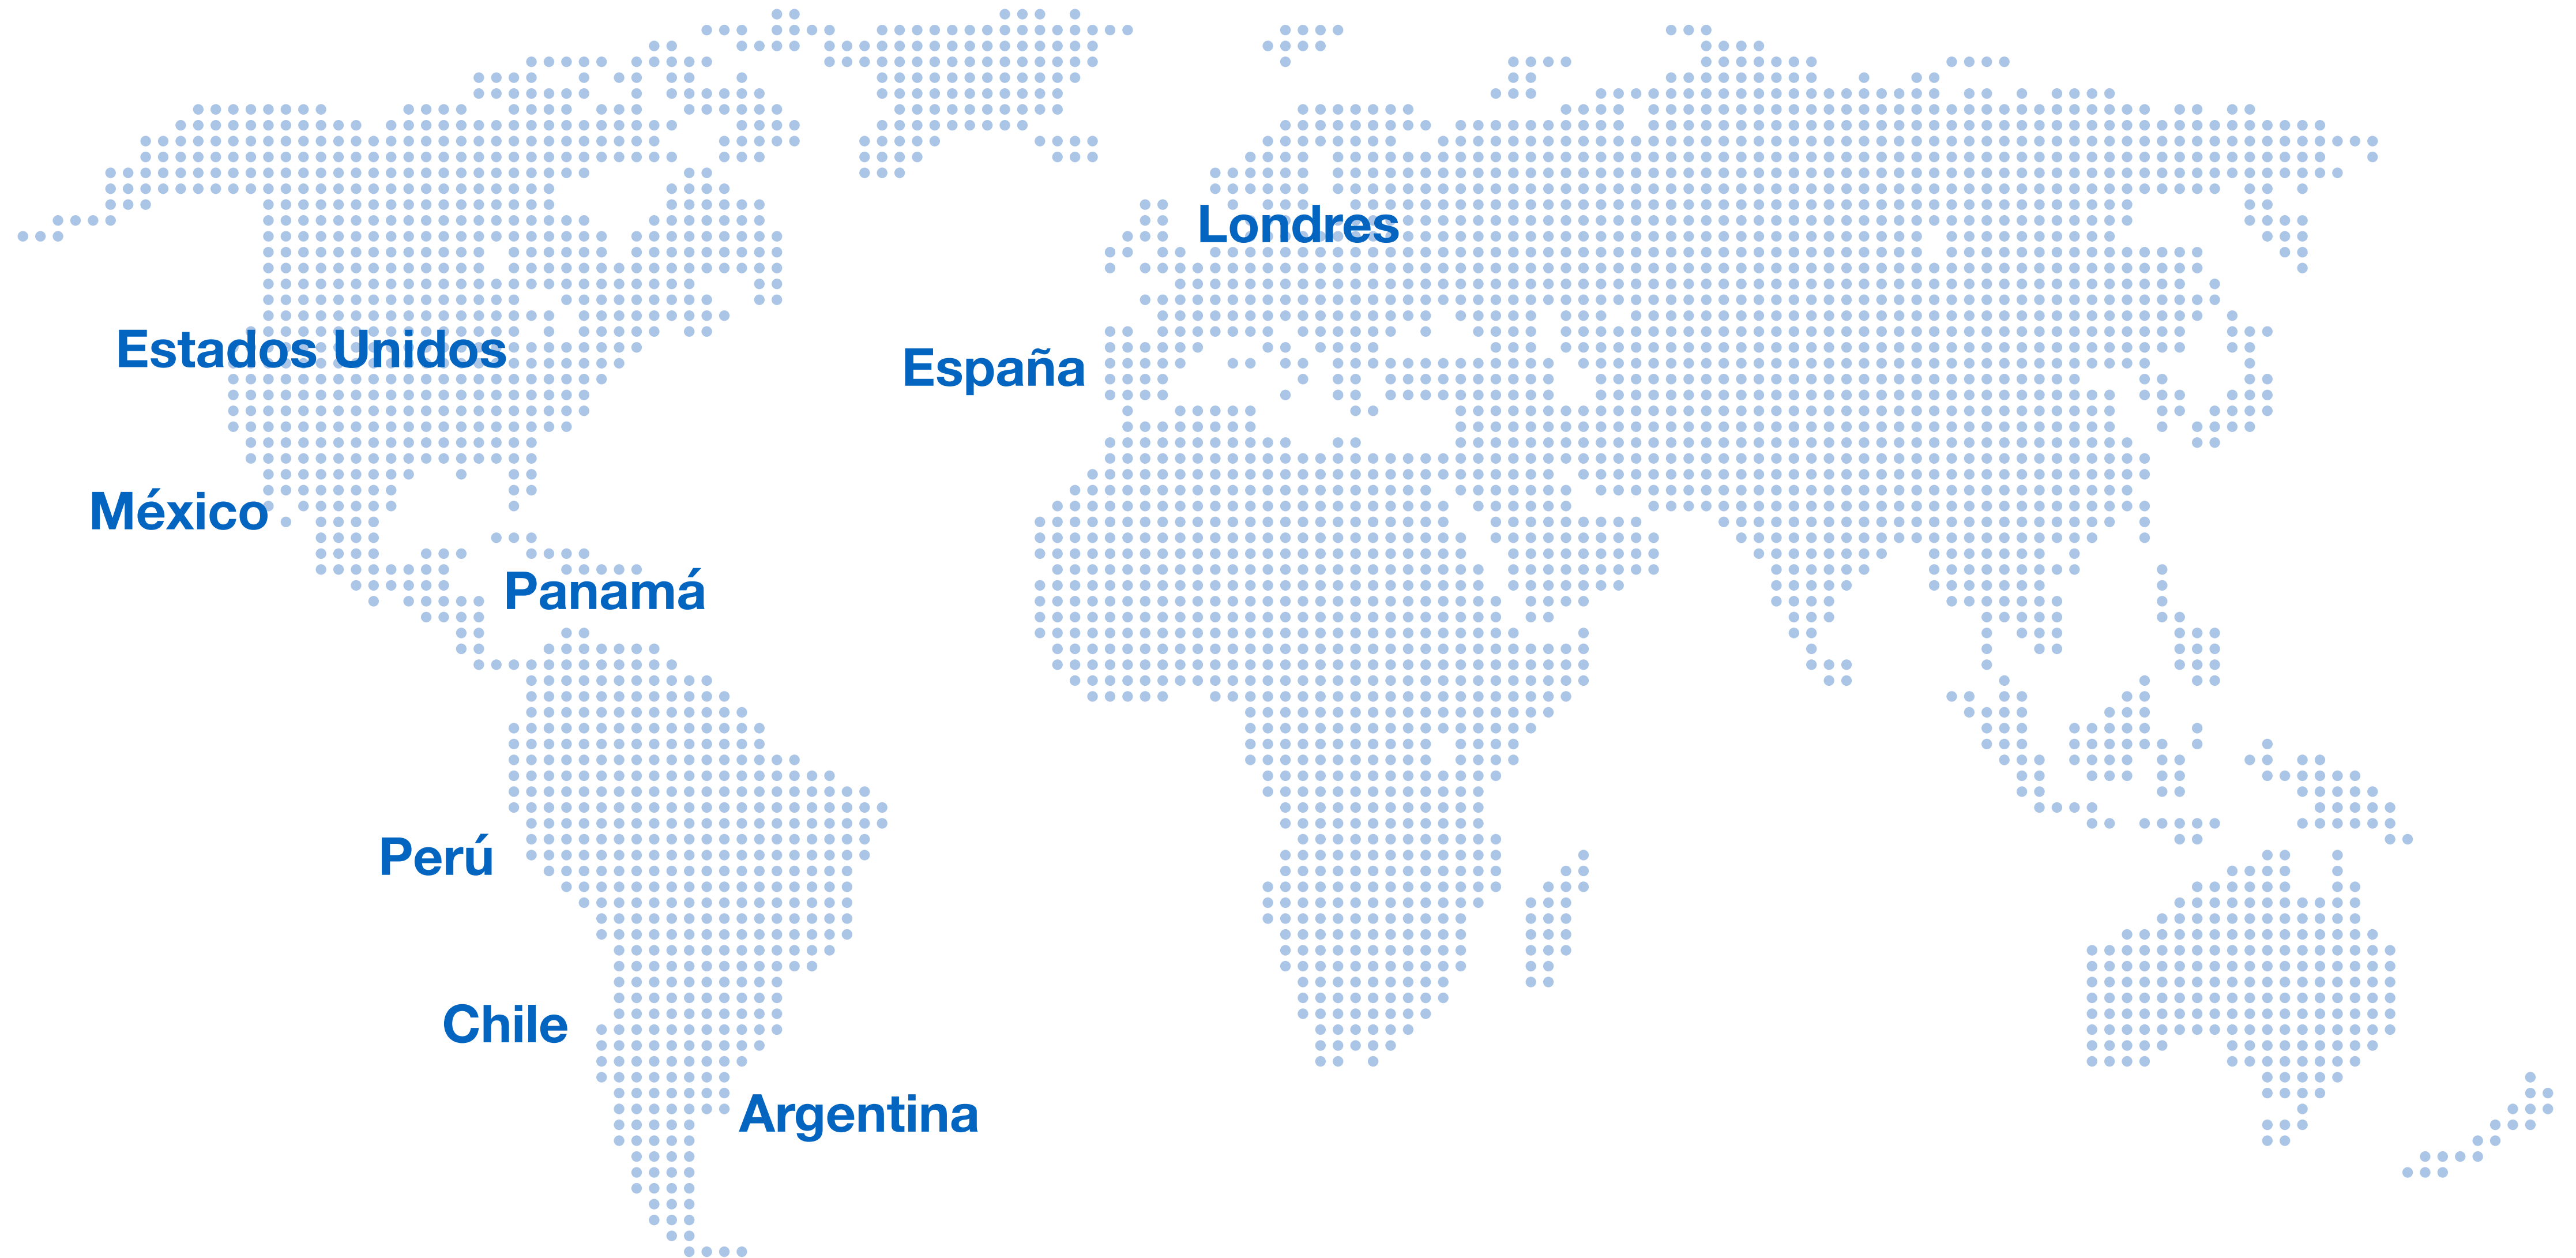 Londres
Estados Unidos
España
México
Panamá
Perú
Chile
Argentina